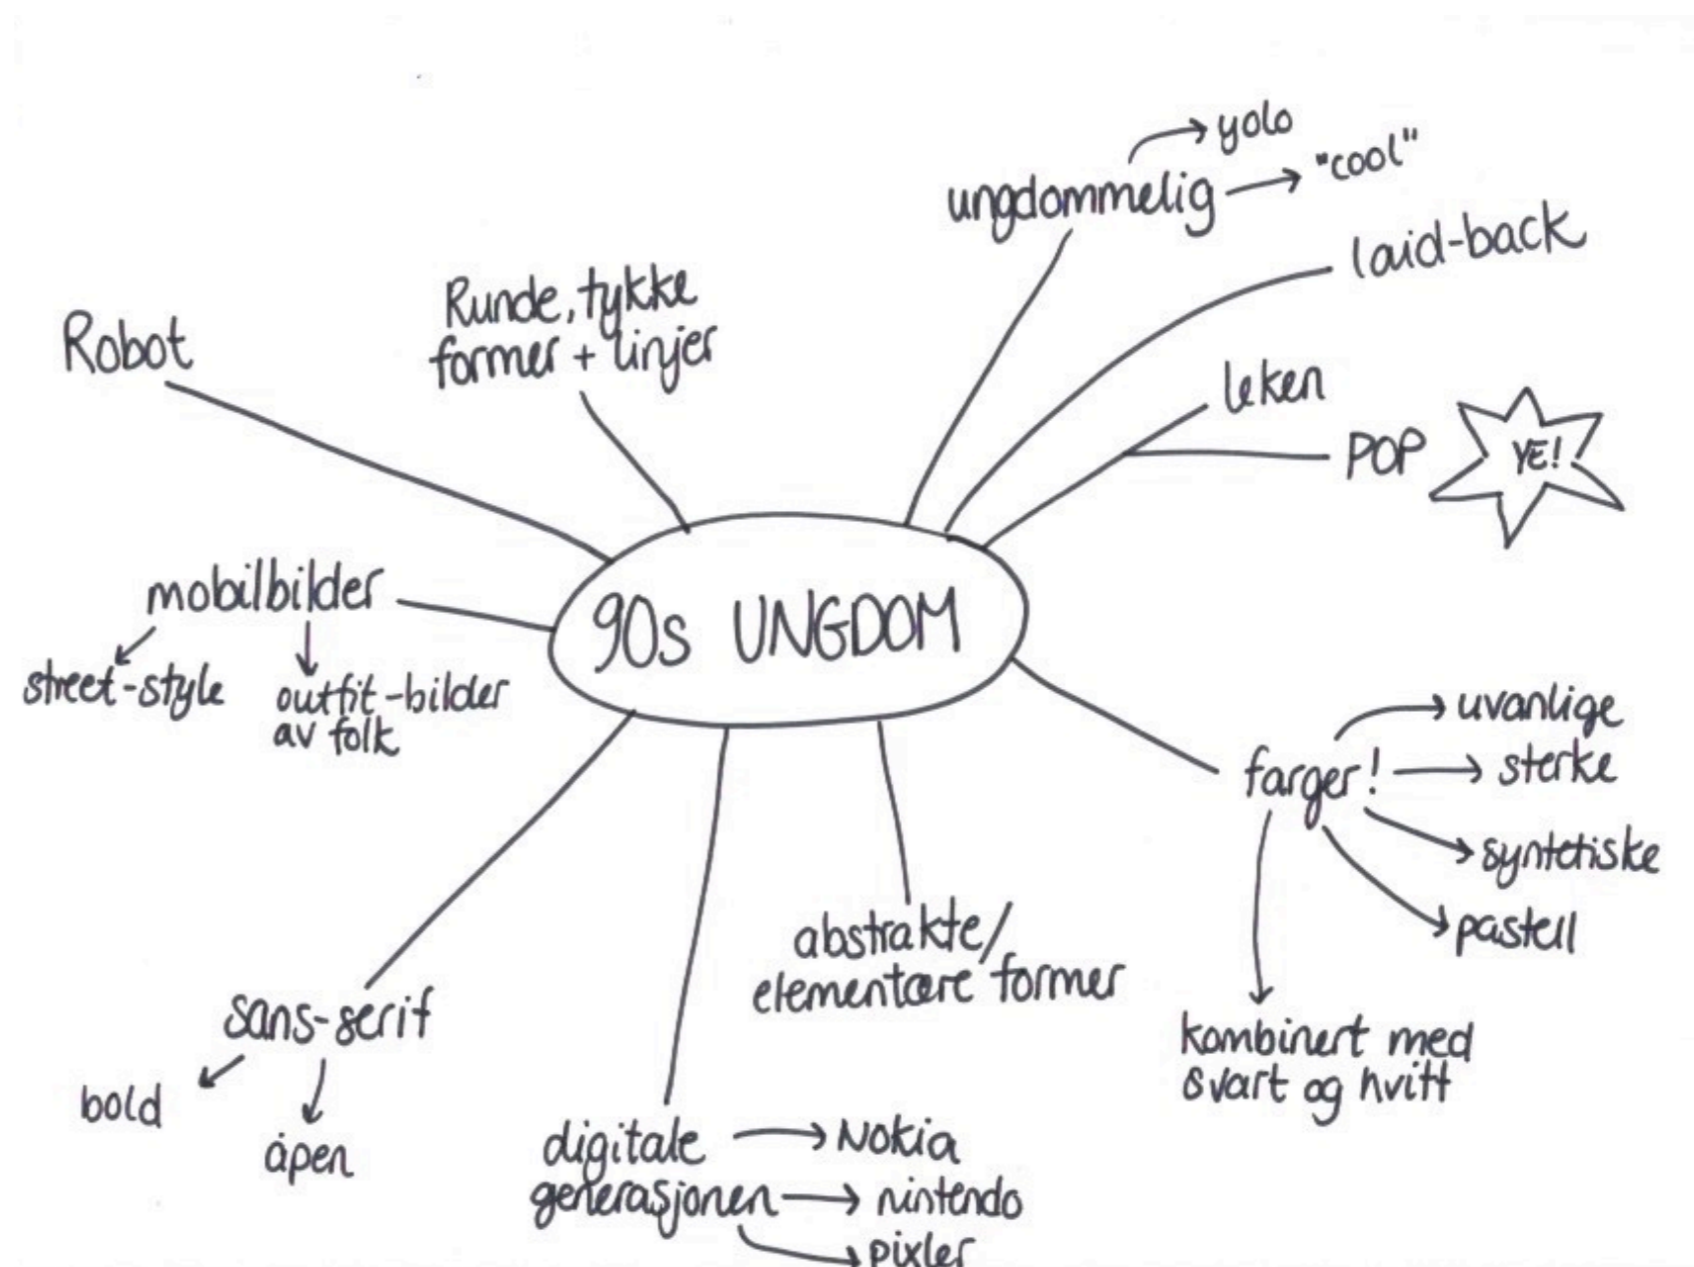 yolo
"cool"
ungdommelig
laid-back
Runde, tykke
former + linjer
Robot
leken
POP
YE!
90s UNGDOM
mobilbilder
street-style
outfit-bilder
av folk
farger!
uvanlige
sterke
syntetiske
pastell
kombinert med
svart og hvitt
abstrakte/
elementære former
sans-serif
bold
åpen
digitale
generasjonen
Nokia
nintendo
pixler